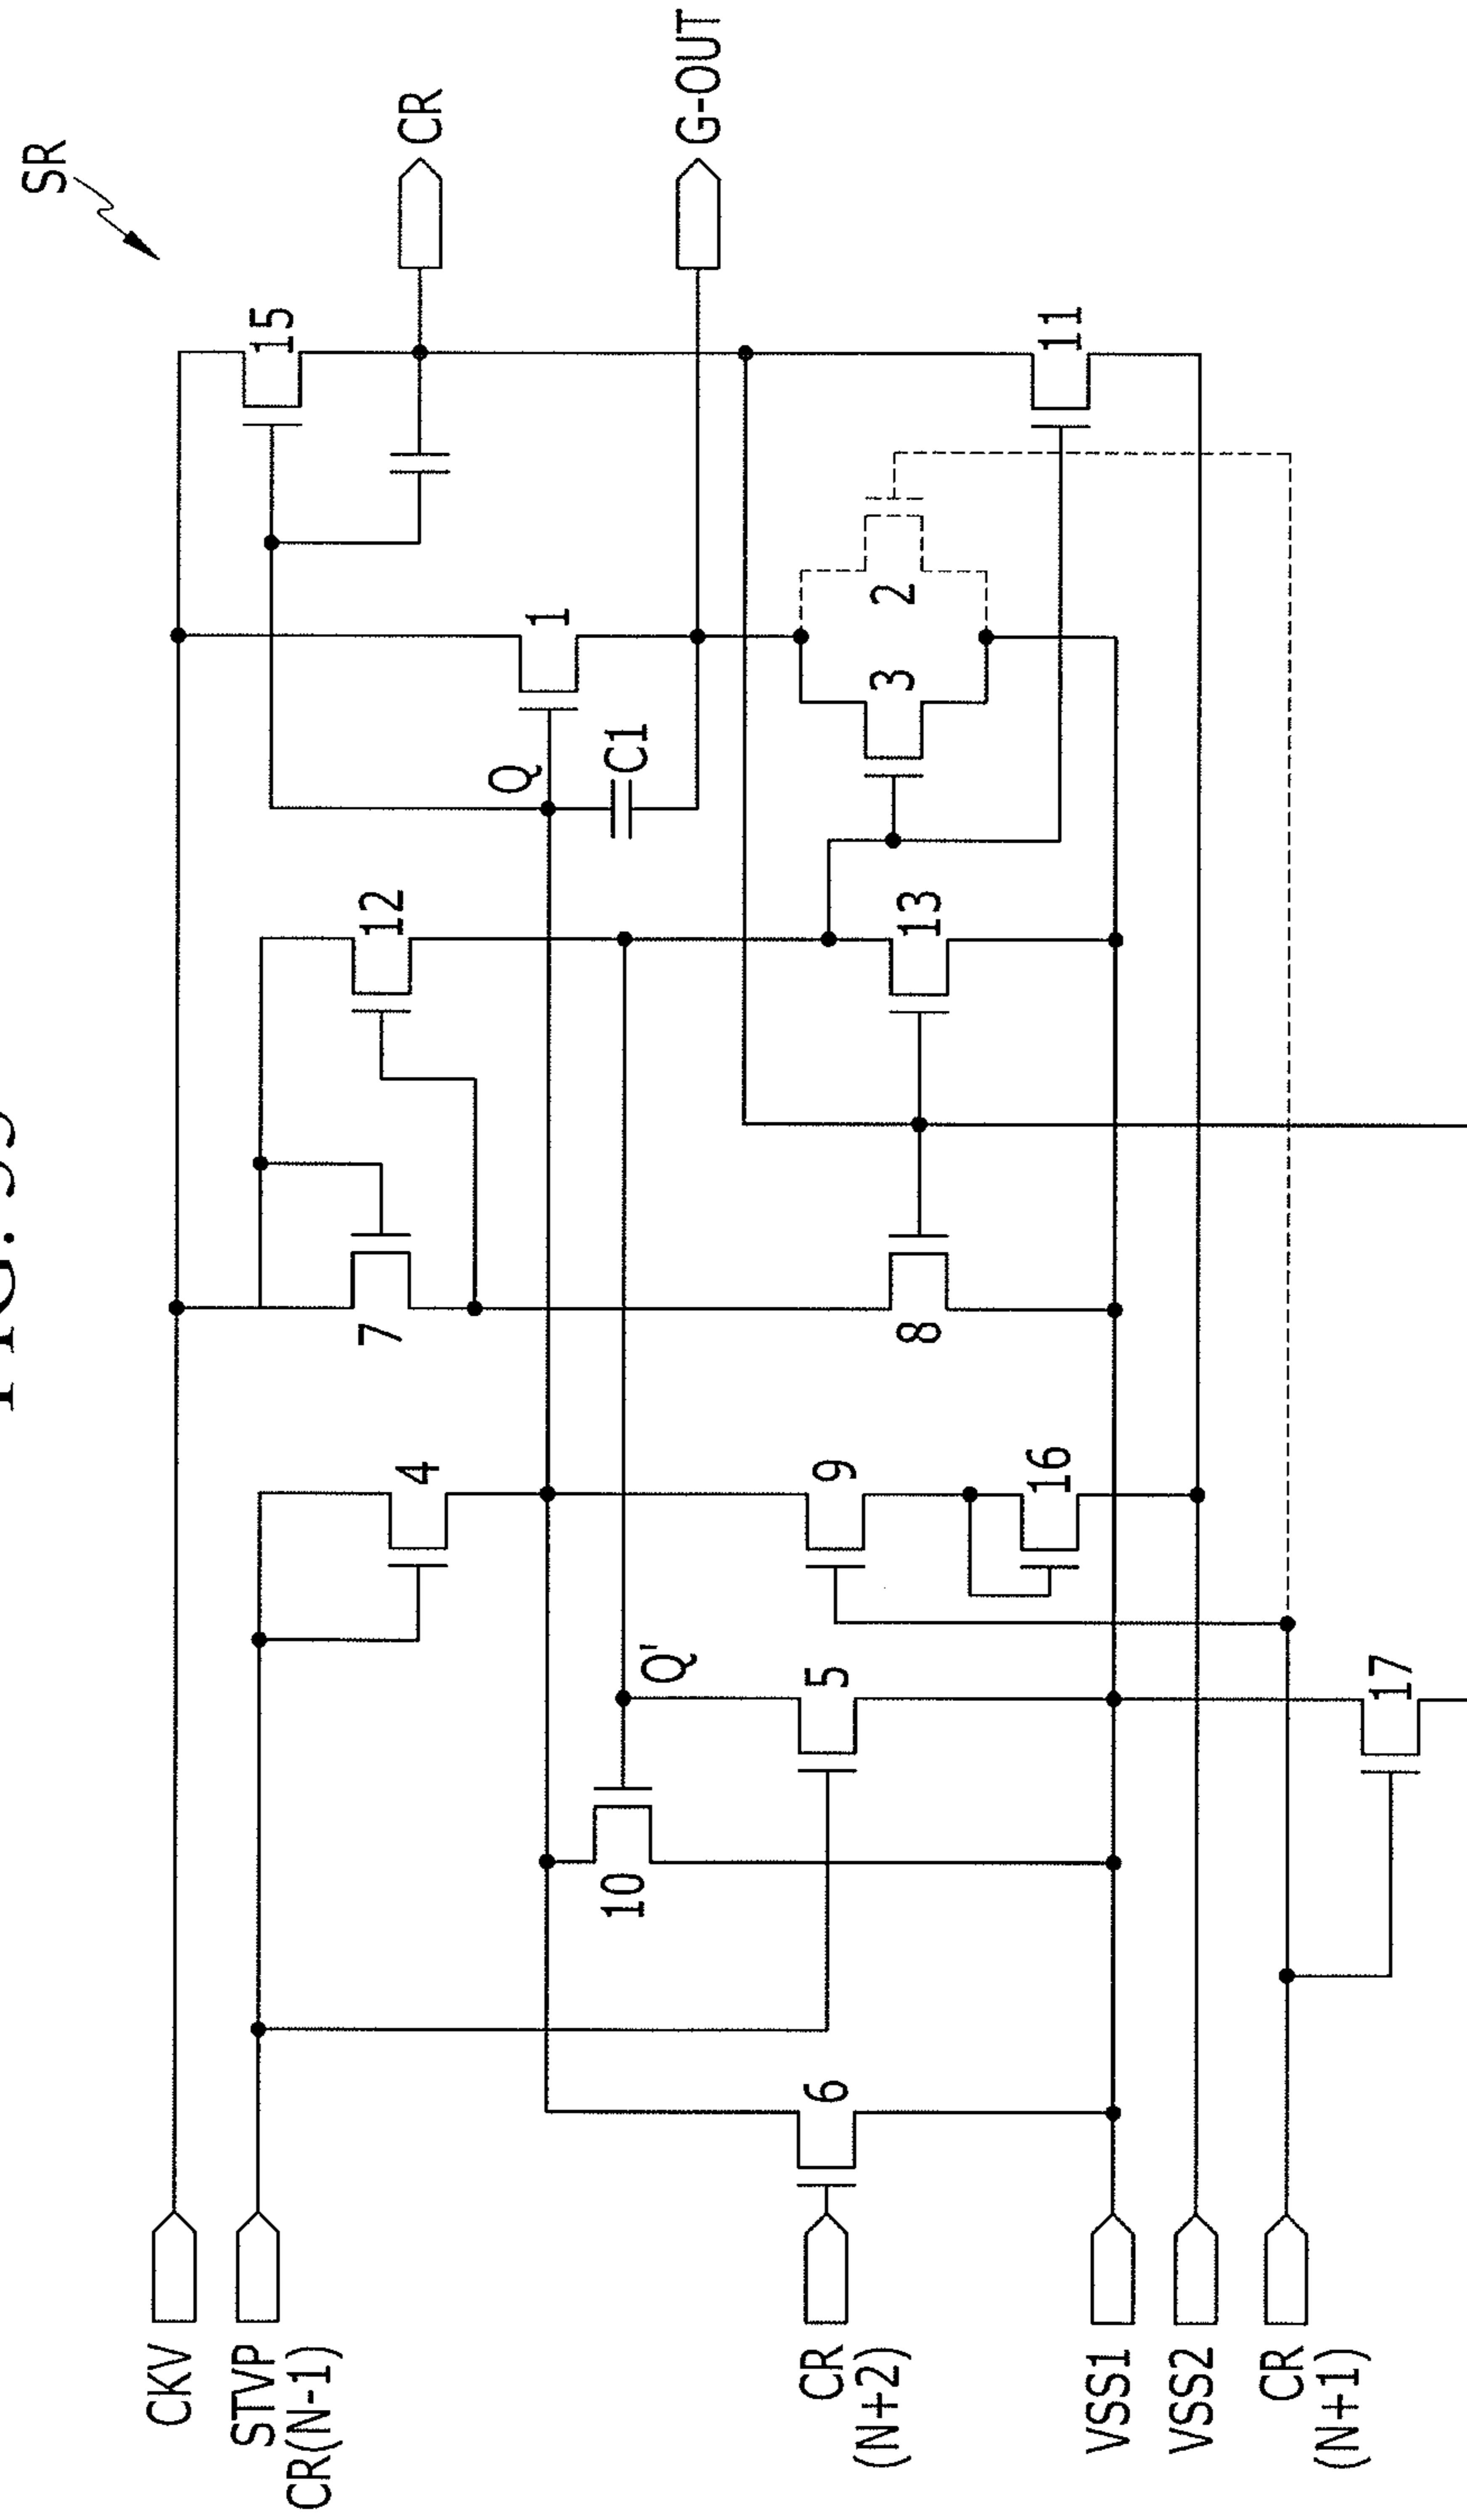 SR
CKV
STVP
CR(N-1)
CR
(N+2)
VSS1
VSS2
CR
(N+1)
15
CR
G-OUT
1
Q
C1
12
7
4
2
3
13
8
11
9
16
Q'
5
10
6
17